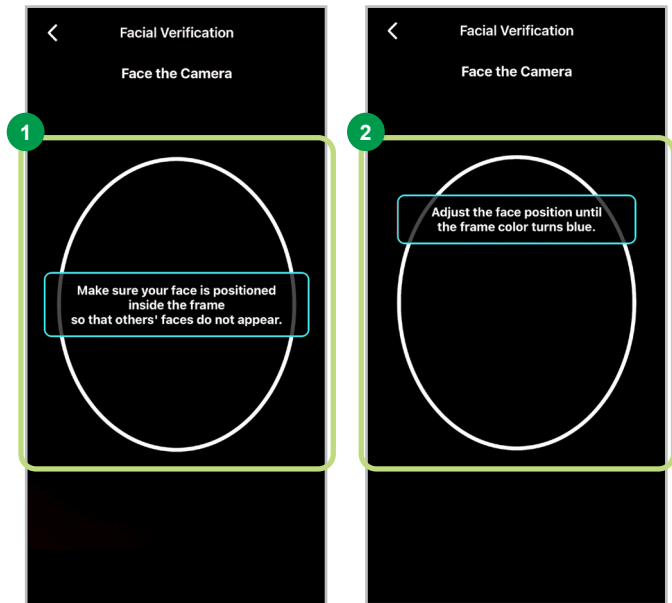 Facial Verification
Face the Camera
1
Make sure your face is positioned
inside the frame
so that others' faces do not appear.
Facial Verification
Face the Camera
2
Adjust the face position until
the frame color turns blue.